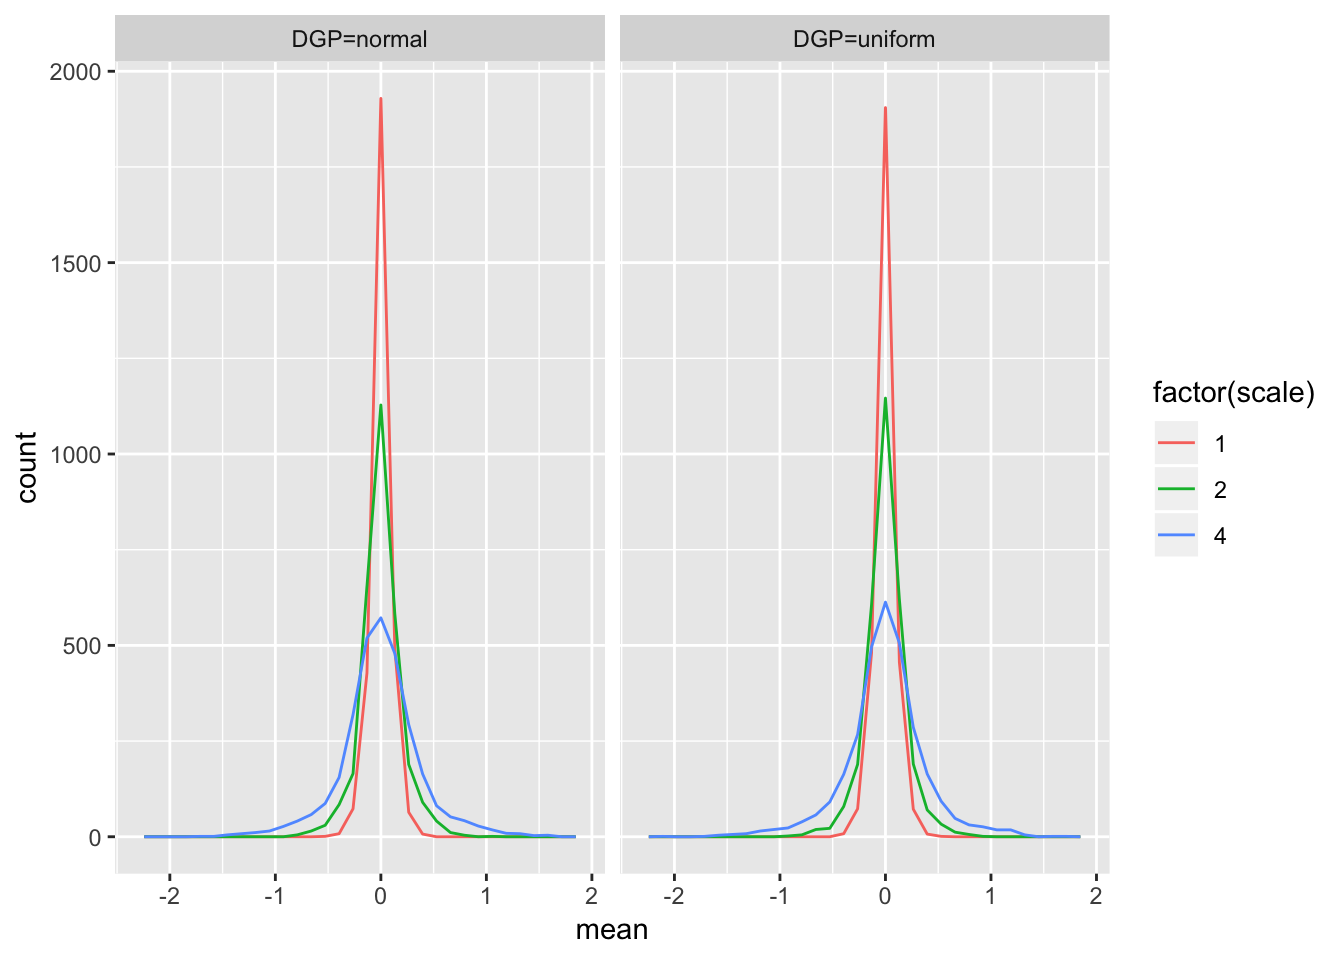 DGP=normal
DGP=uniform
2000
1500
1000
500
0
count
-2 -1 0 1 2
-2 -1 0 1 2
mean
factor(scale)
1
2
4